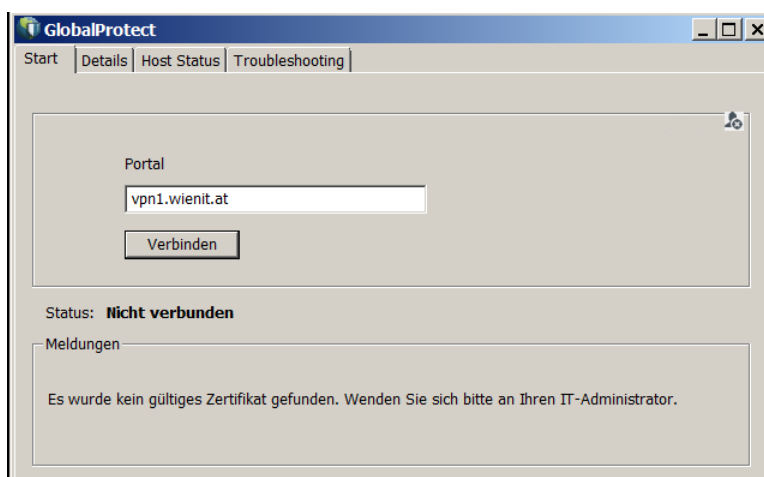 GlobalProtect
Start Details Host Status Troubleshooting
Portal
vpn1.wienit.at
Verbinden
Status: Nicht verbunden
Meldungen
Es wurde kein gültiges Zertifikat gefunden. Wenden Sie sich bitte an Ihren IT-Administrator.